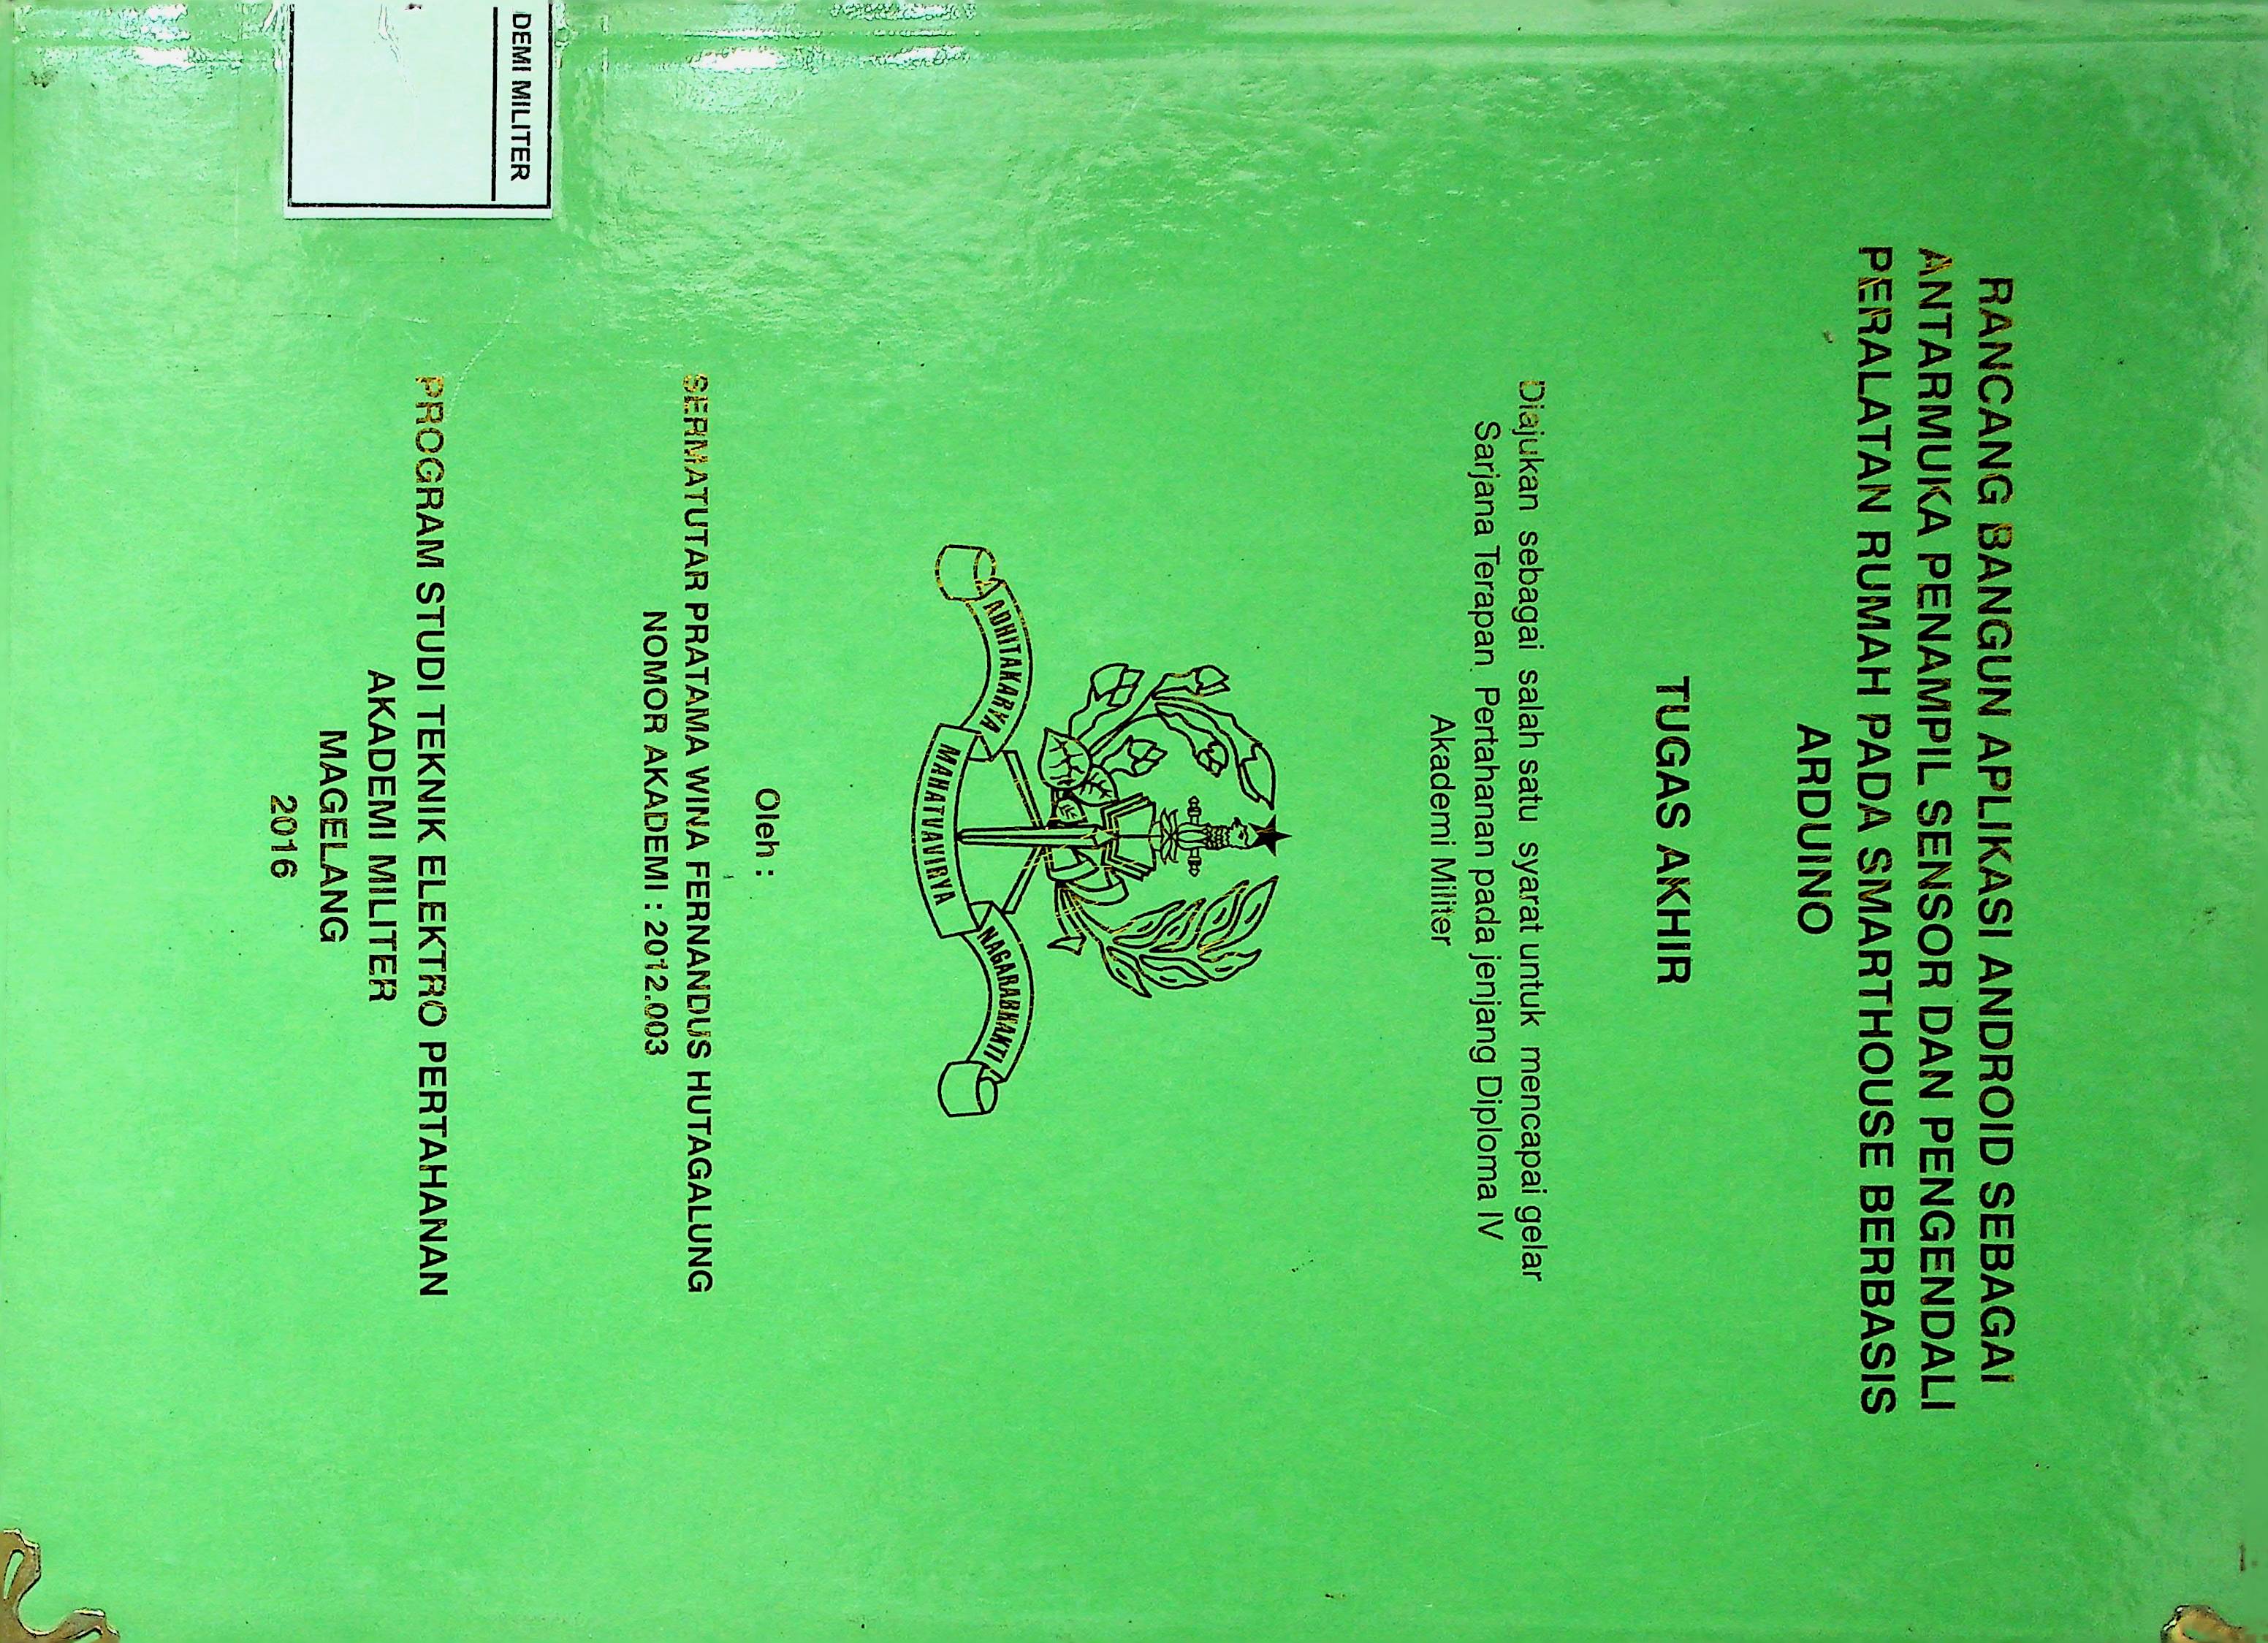 RANCANG BANGUN APLIKASI ANDROID SEBAGAI
ANTARMUKA PENAMPIL SENSOR DAN PENGENDALI
PERALATAN RUMAH PADA SMARTHOUSE BERBASIS
ARDUINO
TUGAS AKHIR
Diajukan sebagai salah satu syarat untuk mencapai gelar
Sarjana Terapan Pertahanan pada jenjang Diploma IV
Akademi Militer
ADHITAKARYA MAHATVAVIRYA NAGARABHAKTI
Oleh :
SERMATUTAR PRATAMA WINA FERNANDUS HUTAGALUNG
NOMOR AKADEMI : 2012.003
PROGRAM STUDI TEKNIK ELEKTRO PERTAHANAN
AKADEMI MILITER
MAGELANG
2016
DEMI MILITER